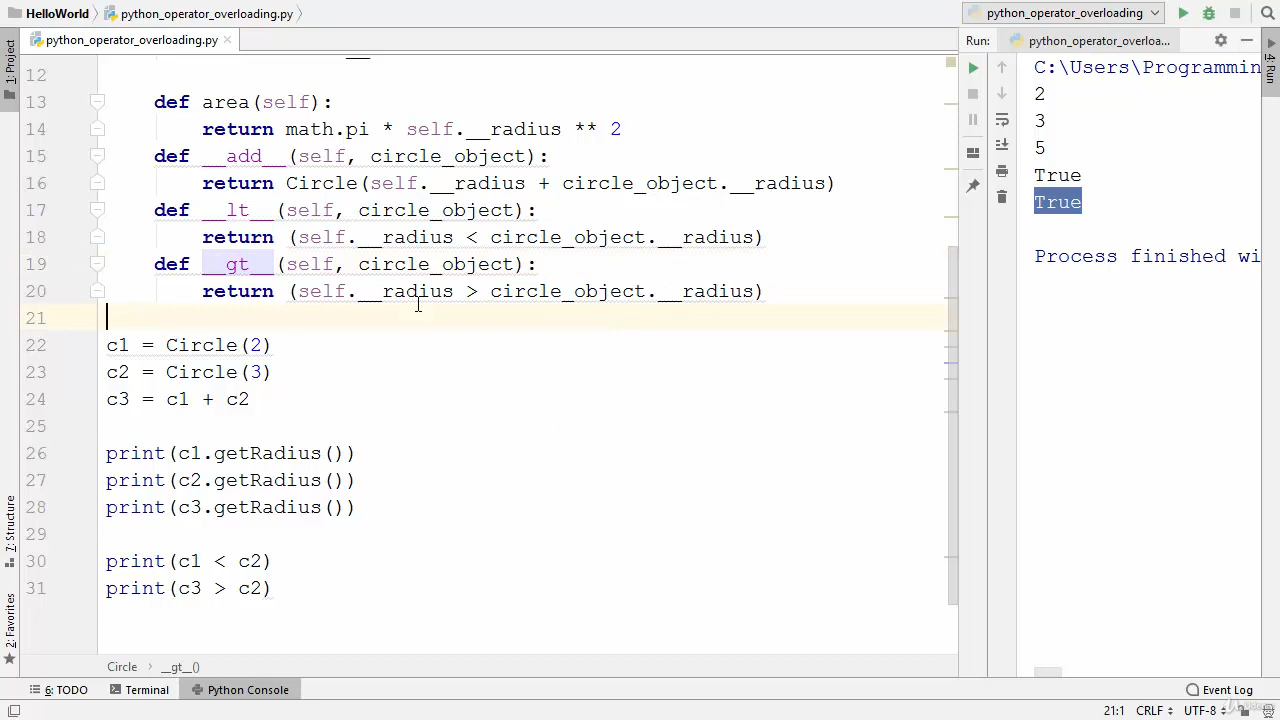 HelloWorld python_operator_overloading.py
python_operator_overloading
python_operator_overloading.py
Run: python_operator_overloa...
1: Project
4: Run
12
13 def area(self):
14 return math.pi * self.__radius ** 2
15 def __add__(self, circle_object):
16 return Circle(self.__radius + circle_object.__radius)
17 def __lt__(self, circle_object):
18 return (self.__radius < circle_object.__radius)
19 def __gt__(self, circle_object):
20 return (self.__radius > circle_object.__radius)
21
22 c1 = Circle(2)
23 c2 = Circle(3)
24 c3 = c1 + c2
25
26 print(c1.getRadius())
27 print(c2.getRadius())
28 print(c3.getRadius())
29
30 print(c1 < c2)
31 print(c3 > c2)
C:\Users\Programmin
2
3
5
True
True
Process finished wi
7: Structure
2: Favorites
Circle __gt__()
6: TODO Terminal Python Console Event Log
21:1 CRLF UTF-8